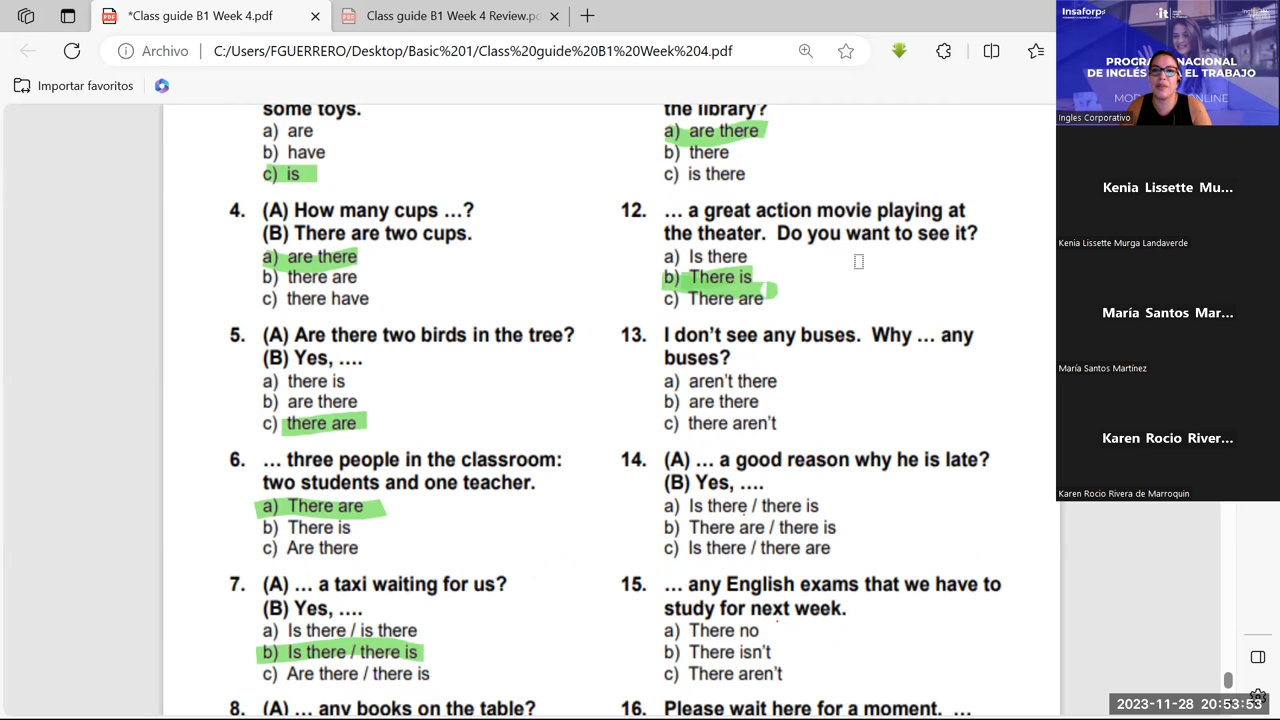 *Class guide B1 Week 4.pdf
Class guide B1 Week 4 Review.pdf
Archivo
C:/Users/FGUERRERO/Desktop/Basic%201/Class%20guide%20B1%20Week%204.pdf
Importar favoritos
some toys.
a) are
b) have
c) is
4. (A) How many cups …?
(B) There are two cups.
a) are there
b) there are
c) there have
5. (A) Are there two birds in the tree?
(B) Yes, ….
a) there is
b) are there
c) there are
6. … three people in the classroom:
two students and one teacher.
a) There are
b) There is
c) Are there
7. (A) … a taxi waiting for us?
(B) Yes, ….
a) Is there / is there
b) Is there / there is
c) Are there / there is
8. (A) … any books on the table?
the library?
a) are there
b) there
c) is there
12. … a great action movie playing at
the theater. Do you want to see it?
a) Is there
b) There is
c) There are
13. I don't see any buses. Why … any
buses?
a) aren't there
b) are there
c) there aren't
14. (A) … a good reason why he is late?
(B) Yes, ….
a) Is there / there is
b) There are / there is
c) Is there / there are
15. … any English exams that we have to
study for next week.
a) There no
b) There isn't
c) There aren't
16. Please wait here for a moment. …
Insaforp
PROGRAMA NACIONAL
DE INGLÉS PARA EL TRABAJO
Ingles Corporativo
Kenia Lissette Mu...
Kenia Lissette Murga Landaverde
María Santos Mar...
María Santos Martínez
Karen Rocio River...
Karen Rocio Rivera de Marroquin
2023-11-28 20:53:53